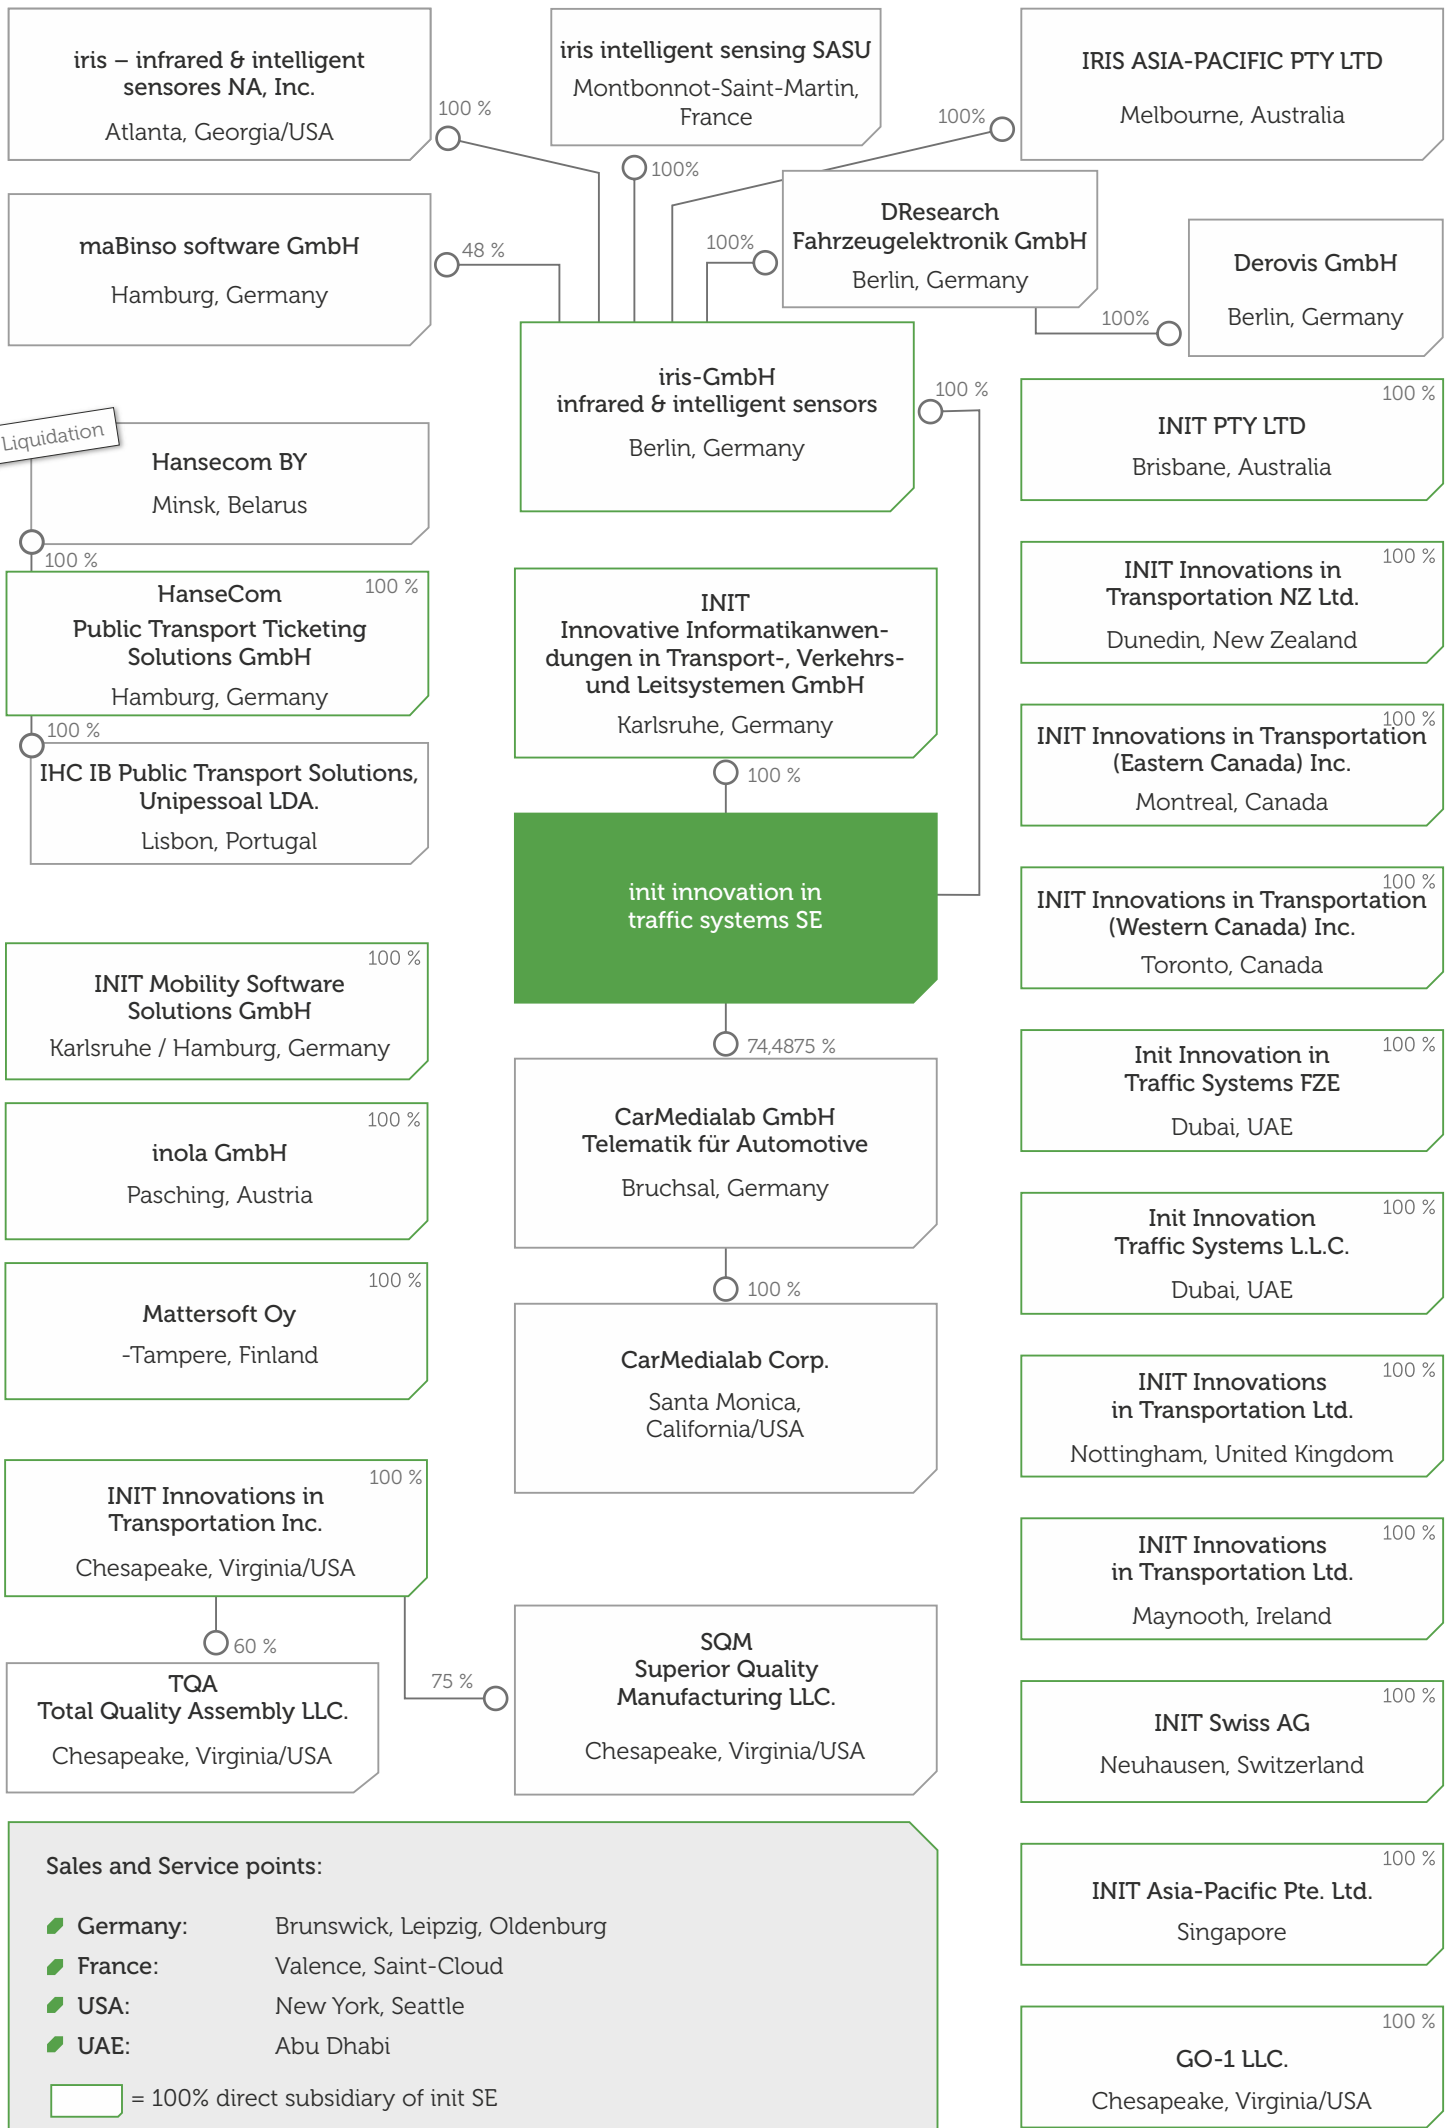 iris – infrared & intelligent
sensores NA, Inc.
Atlanta, Georgia/USA
100 %
iris intelligent sensing SASU
Montbonnot-Saint-Martin,
France
100%
IRIS ASIA-PACIFIC PTY LTD
Melbourne, Australia
100%
maBinso software GmbH
Hamburg, Germany
48 %
DResearch
Fahrzeugelektronik GmbH
Berlin, Germany
100%
Derovis GmbH
Berlin, Germany
100%
iris-GmbH
infrared & intelligent sensors
Berlin, Germany
100 %
Liquidation
Hansecom BY
Minsk, Belarus
100 %
HanseCom
100 %
Public Transport Ticketing
Solutions GmbH
Hamburg, Germany
100 %
IHC IB Public Transport Solutions,
Unipessoal LDA.
Lisbon, Portugal
INIT
Innovative Informatikanwen-
dungen in Transport-, Verkehrs-
und Leitsystemen GmbH
Karlsruhe, Germany
100 %
init innovation in
traffic systems SE
74,4875 %
CarMedialab GmbH
Telematik für Automotive
Bruchsal, Germany
100 %
CarMedialab Corp.
Santa Monica,
California/USA
100 %
INIT Mobility Software
Solutions GmbH
Karlsruhe / Hamburg, Germany
100 %
inola GmbH
Pasching, Austria
100 %
Mattersoft Oy
-Tampere, Finland
100 %
INIT Innovations in
Transportation Inc.
Chesapeake, Virginia/USA
60 %
TQA
Total Quality Assembly LLC.
Chesapeake, Virginia/USA
75 %
SQM
Superior Quality
Manufacturing LLC.
Chesapeake, Virginia/USA
100 %
INIT PTY LTD
Brisbane, Australia
100 %
INIT Innovations in
Transportation NZ Ltd.
Dunedin, New Zealand
100 %
INIT Innovations in Transportation
(Eastern Canada) Inc.
Montreal, Canada
100 %
INIT Innovations in Transportation
(Western Canada) Inc.
Toronto, Canada
100 %
Init Innovation in
Traffic Systems FZE
Dubai, UAE
100 %
Init Innovation
Traffic Systems L.L.C.
Dubai, UAE
100 %
INIT Innovations
in Transportation Ltd.
Nottingham, United Kingdom
100 %
INIT Innovations
in Transportation Ltd.
Maynooth, Ireland
100 %
INIT Swiss AG
Neuhausen, Switzerland
100 %
INIT Asia-Pacific Pte. Ltd.
Singapore
100 %
GO-1 LLC.
Chesapeake, Virginia/USA
Sales and Service points:
Germany: Brunswick, Leipzig, Oldenburg
France: Valence, Saint-Cloud
USA: New York, Seattle
UAE: Abu Dhabi
= 100% direct subsidiary of init SE